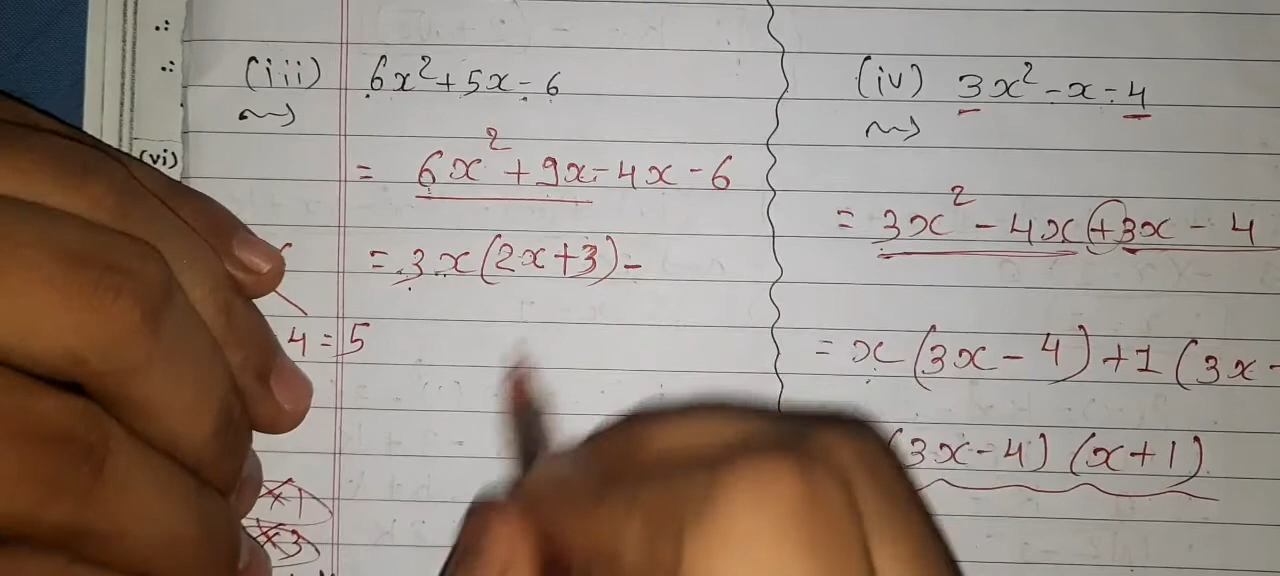 (vi)
(iii) 6x² + 5x - 6
= 6x² + 9x - 4x - 6
= 3x(2x+3) -
4 = 5
(iv) 3x² - x - 4
= 3x² - 4x + 3x - 4
= x(3x - 4) + 1(3x -
(3x-4) (x+1)